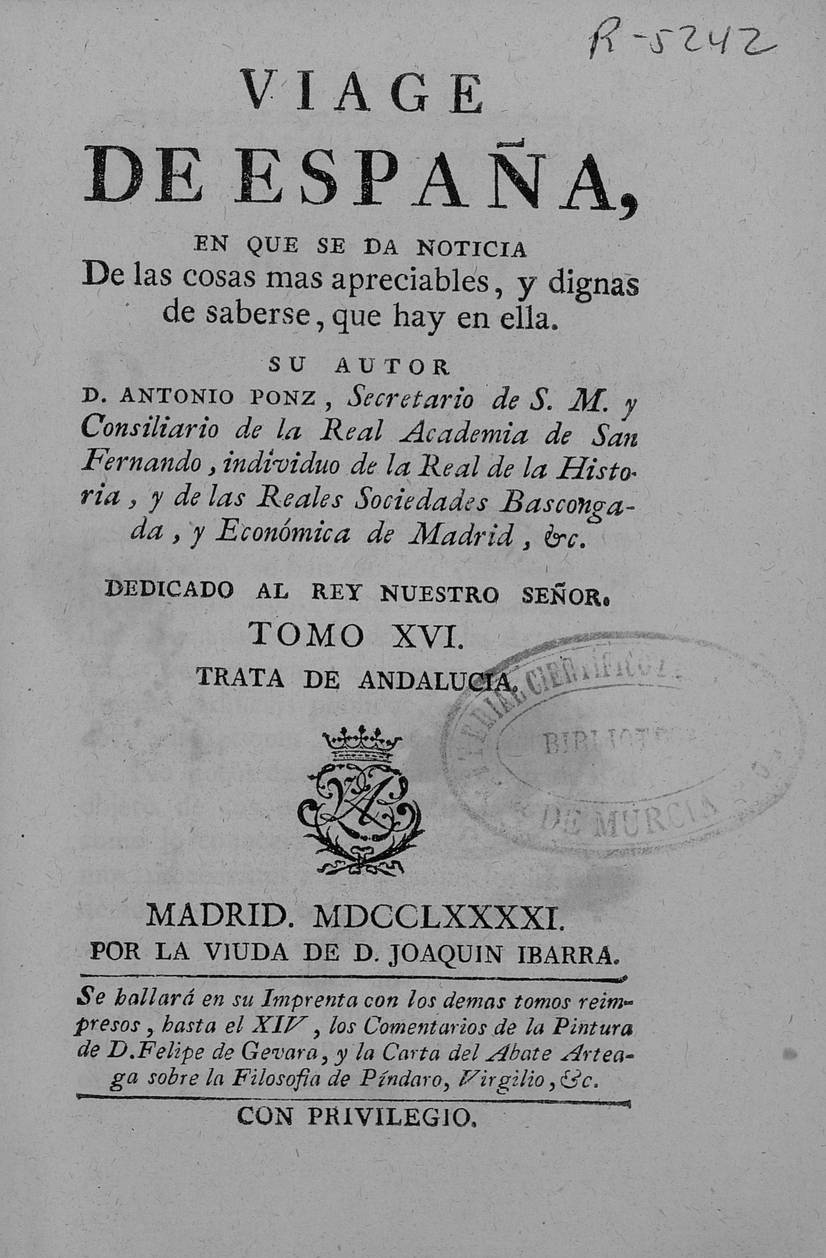 R-5242
VIAGE
DE ESPAÑA,
EN QUE SE DA NOTICIA
De las cosas mas apreciables, y dignas
de saberse, que hay en ella.
SU AUTOR
D. ANTONIO PONZ, Secretario de S. M. y
Consiliario de la Real Academia de San
Fernando, individuo de la Real de la Histo-
ria, y de las Reales Sociedades Basconga-
da, y Económica de Madrid, &c.
DEDICADO AL REY NUESTRO SEÑOR.
TOMO XVI.
TRATA DE ANDALUCIA.
CIENTIFICO
BIBLIOTE
DE MURCIA
MADRID. MDCCLXXXXI.
POR LA VIUDA DE D. JOAQUIN IBARRA.
Se hallará en su Imprenta con los demas tomos reim-
presos, hasta el XIV, los Comentarios de la Pintura
de D. Felipe de Gevara, y la Carta del Abate Artea-
ga sobre la Filosofia de Píndaro, Virgilio, &c.
CON PRIVILEGIO.